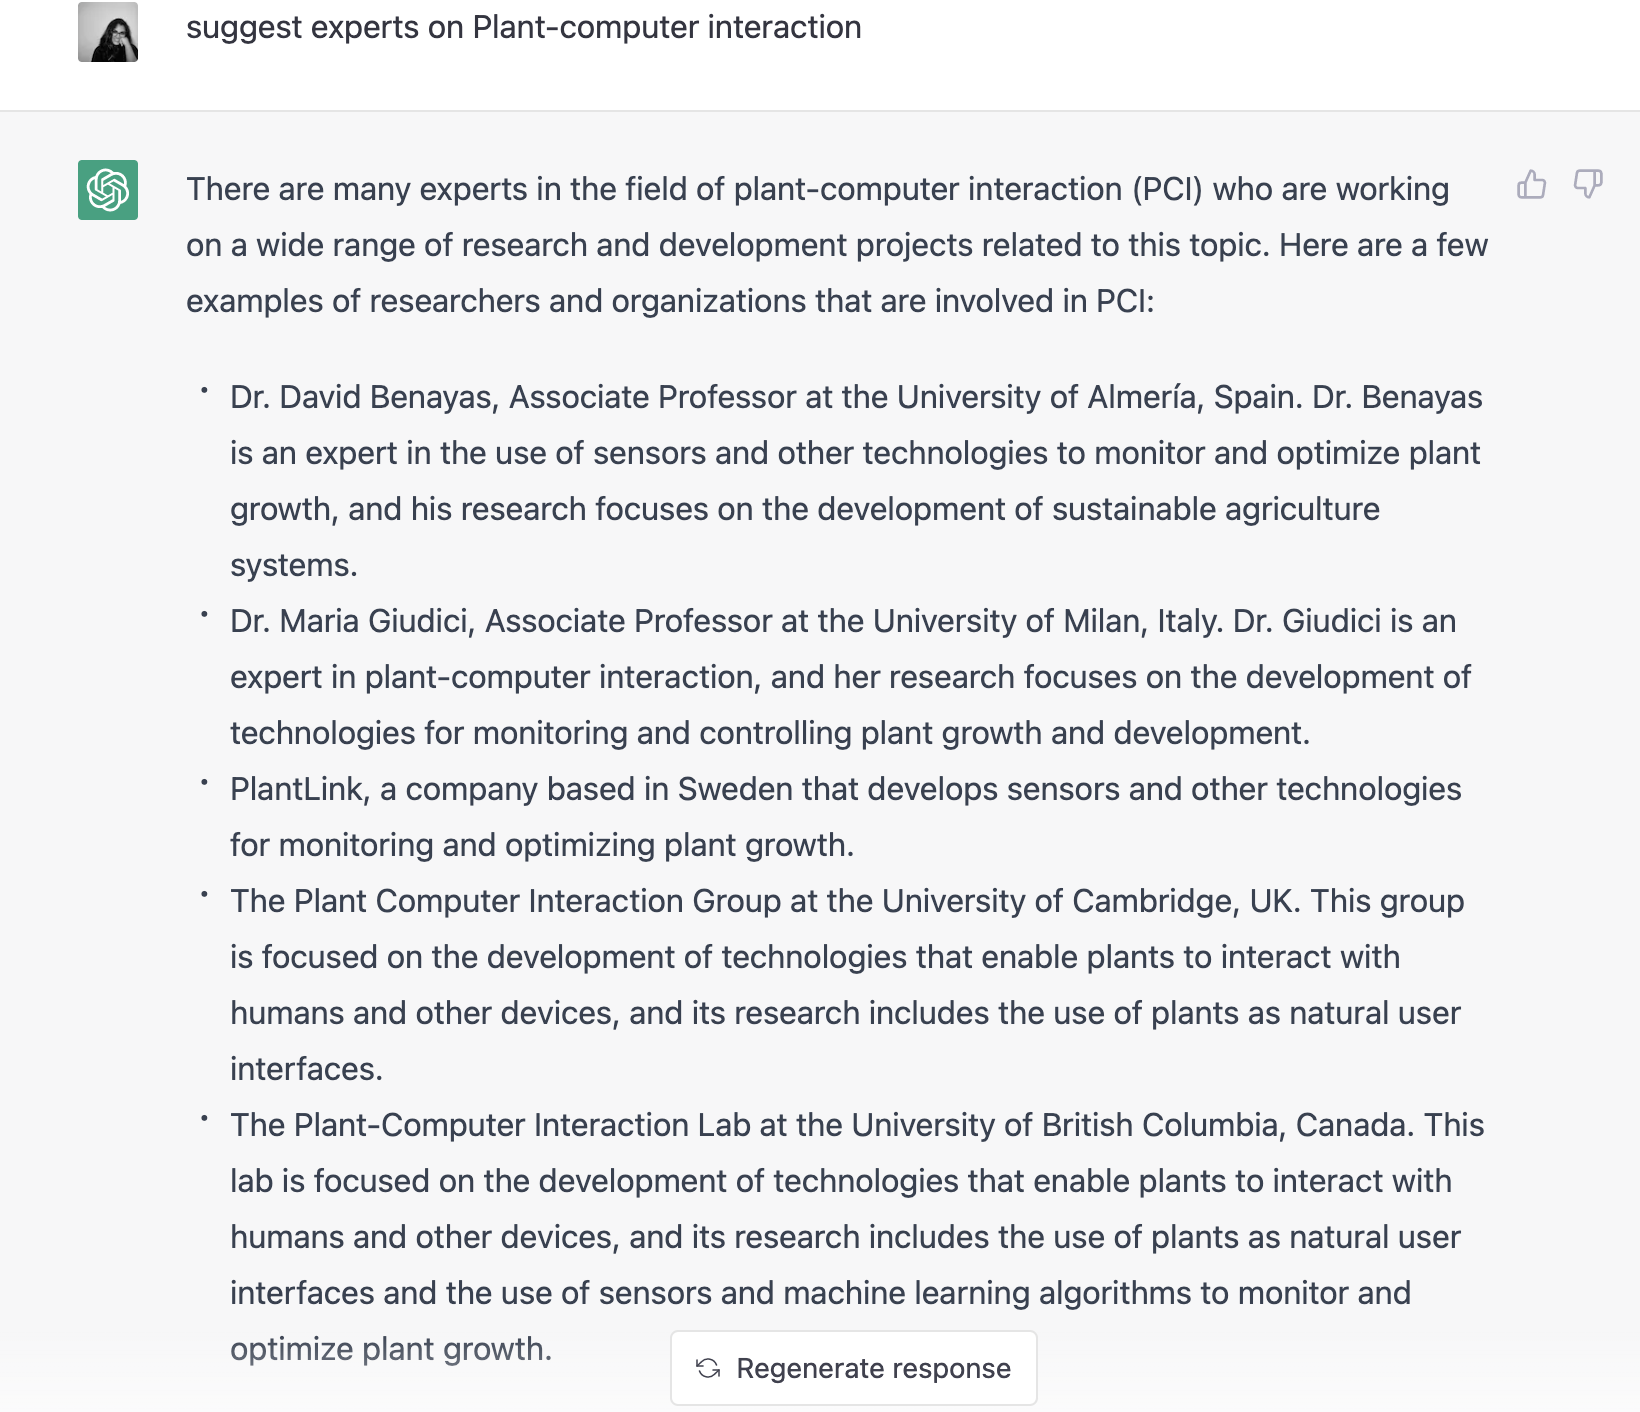 suggest experts on Plant-computer interaction
There are many experts in the field of plant-computer interaction (PCI) who are working
on a wide range of research and development projects related to this topic. Here are a few
examples of researchers and organizations that are involved in PCI:
• Dr. David Benayas, Associate Professor at the University of Almería, Spain. Dr. Benayas
is an expert in the use of sensors and other technologies to monitor and optimize plant
growth, and his research focuses on the development of sustainable agriculture
systems.
• Dr. Maria Giudici, Associate Professor at the University of Milan, Italy. Dr. Giudici is an
expert in plant-computer interaction, and her research focuses on the development of
technologies for monitoring and controlling plant growth and development.
• PlantLink, a company based in Sweden that develops sensors and other technologies
for monitoring and optimizing plant growth.
• The Plant Computer Interaction Group at the University of Cambridge, UK. This group
is focused on the development of technologies that enable plants to interact with
humans and other devices, and its research includes the use of plants as natural user
interfaces.
• The Plant-Computer Interaction Lab at the University of British Columbia, Canada. This
lab is focused on the development of technologies that enable plants to interact with
humans and other devices, and its research includes the use of plants as natural user
interfaces and the use of sensors and machine learning algorithms to monitor and
optimize plant growth.
Regenerate response